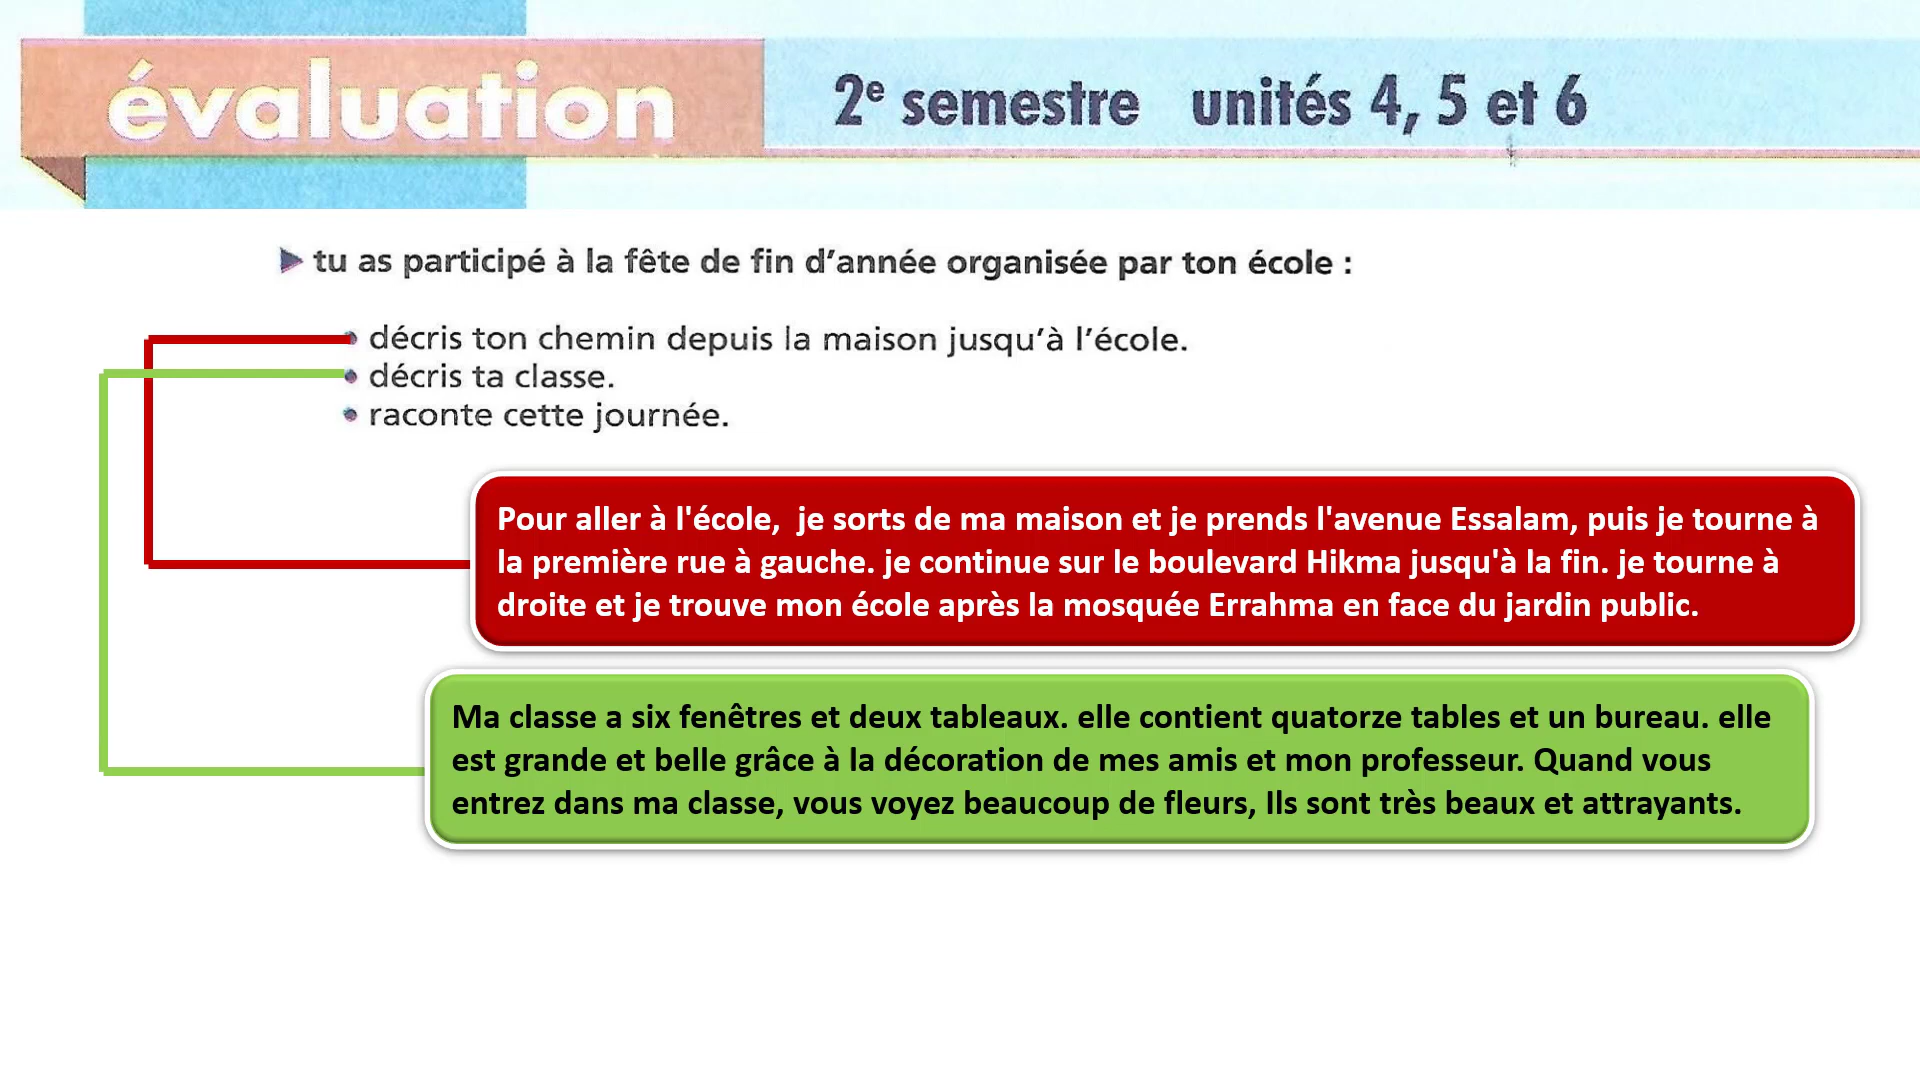 évaluation 2e semestre unités 4, 5 et 6
▶ tu as participé à la fête de fin d'année organisée par ton école :
• décris ton chemin depuis la maison jusqu'à l'école.
• décris ta classe.
• raconte cette journée.
Pour aller à l'école, je sorts de ma maison et je prends l'avenue Essalam, puis je tourne à
la première rue à gauche. je continue sur le boulevard Hikma jusqu'à la fin. je tourne à
droite et je trouve mon école après la mosquée Errahma en face du jardin public.
Ma classe a six fenêtres et deux tableaux. elle contient quatorze tables et un bureau. elle
est grande et belle grâce à la décoration de mes amis et mon professeur. Quand vous
entrez dans ma classe, vous voyez beaucoup de fleurs, Ils sont très beaux et attrayants.